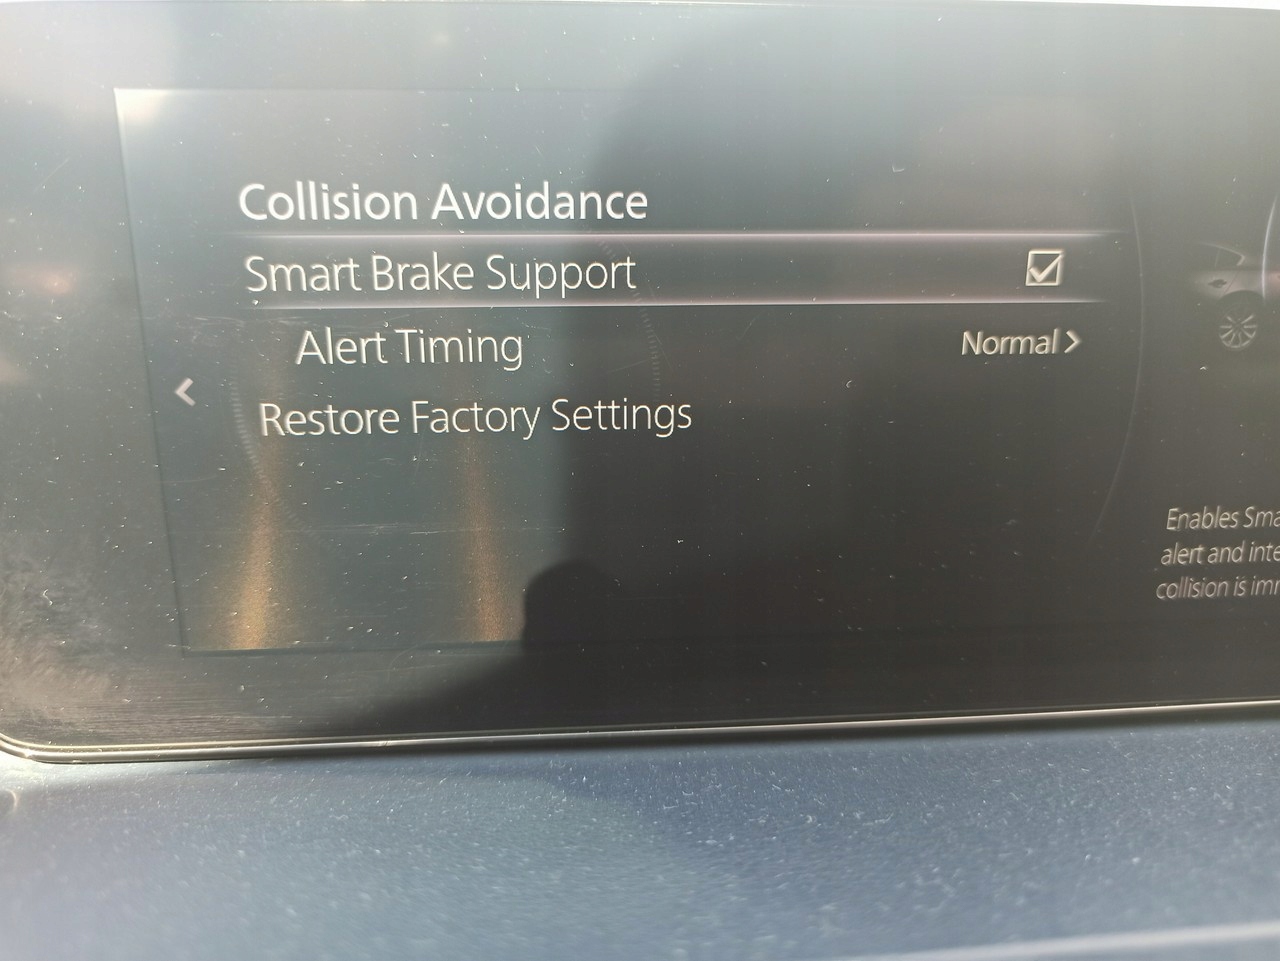 Collision Avoidance
Smart Brake Support
Alert Timing
Normal
Restore Factory Settings
Enables
alert and
collision is